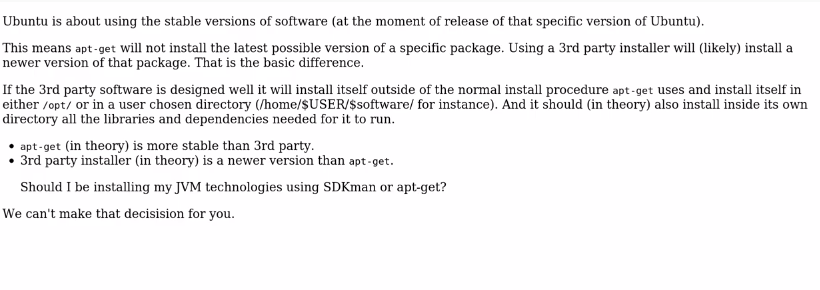 Ubuntu is about using the stable versions of software (at the moment of release of that specific version of Ubuntu).
This means apt-get will not install the latest possible version of a specific package. Using a 3rd party installer will (likely) install a
newer version of that package. That is the basic difference.
If the 3rd party software is designed well it will install itself outside of the normal install procedure apt-get uses and install itself in
either /opt/ or in a user chosen directory (/home/$USER/$software/ for instance). And it should (in theory) also install inside its own
directory all the libraries and dependencies needed for it to run.
• apt-get (in theory) is more stable than 3rd party.
• 3rd party installer (in theory) is a newer version than apt-get.
Should I be installing my JVM technologies using SDKman or apt-get?
We can't make that decisision for you.